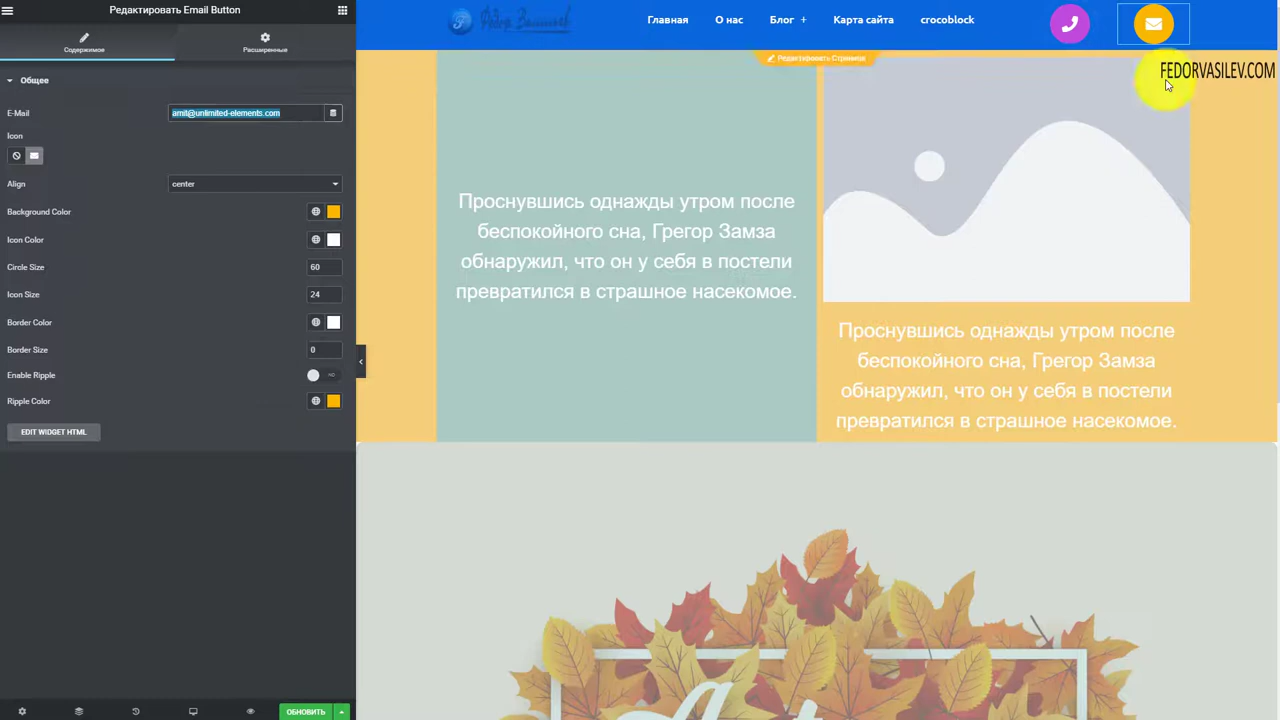 Редактировать Email Button
Содержимое
Расширенные
Общее
E-Mail
amit@unlimited-elements.com
Icon
Align
center
Background Color
Icon Color
Circle Size
60
Icon Size
24
Border Color
Border Size
0
Enable Ripple
NO
Ripple Color
EDIT WIDGET HTML
ОБНОВИТЬ
Федор Васильев
Главная
О нас
Блог +
Карта сайта
crocoblock
Редактировать Страница
FEDORVASILEV.COM
Проснувшись однажды утром после
беспокойного сна, Грегор Замза
обнаружил, что он у себя в постели
превратился в страшное насекомое.
Проснувшись однажды утром после
беспокойного сна, Грегор Замза
обнаружил, что он у себя в постели
превратился в страшное насекомое.